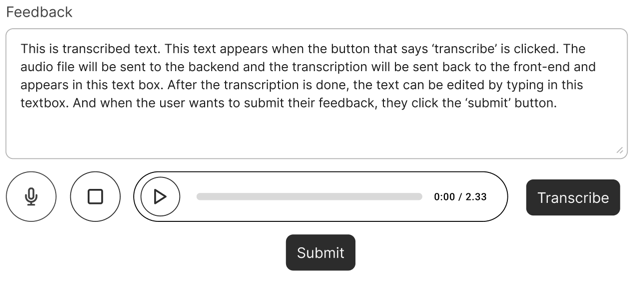 Feedback
This is transcribed text. This text appears when the button that says ‘transcribe’ is clicked. The
audio file will be sent to the backend and the transcription will be sent back to the front-end and
appears in this text box. After the transcription is done, the text can be edited by typing in this
textbox. And when the user wants to submit their feedback, they click the ‘submit’ button.
0:00 / 2.33
Transcribe
Submit